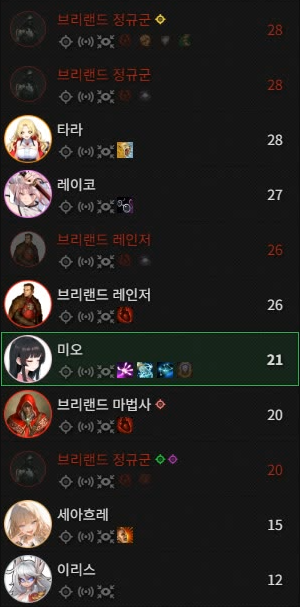 브리랜드 정규군 28
브리랜드 정규군 28
타라 28
레이코 27
브리랜드 레인저 26
브리랜드 레인저 26
미오 21
브리랜드 마법사 20
브리랜드 정규군 20
세아흐레 15
이리스 12